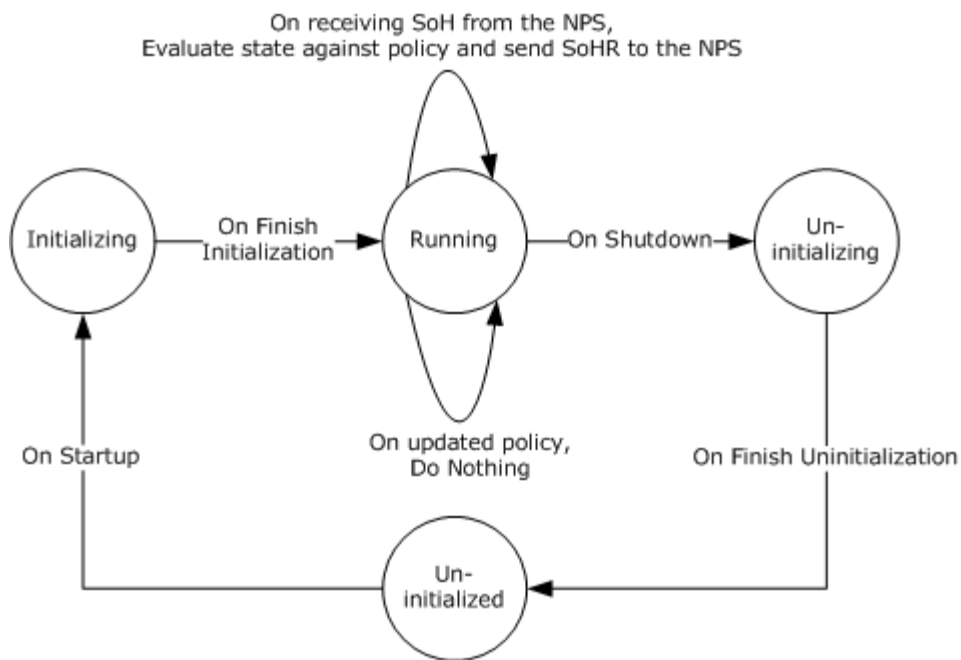 On receiving SoH from the NPS,
Evaluate state against policy and send SoHR to the NPS
Initializing
On Finish
Initialization
Running
On Shutdown
Un-
initializing
On Startup
On updated policy,
Do Nothing
On Finish Uninitialization
Un-
initialized